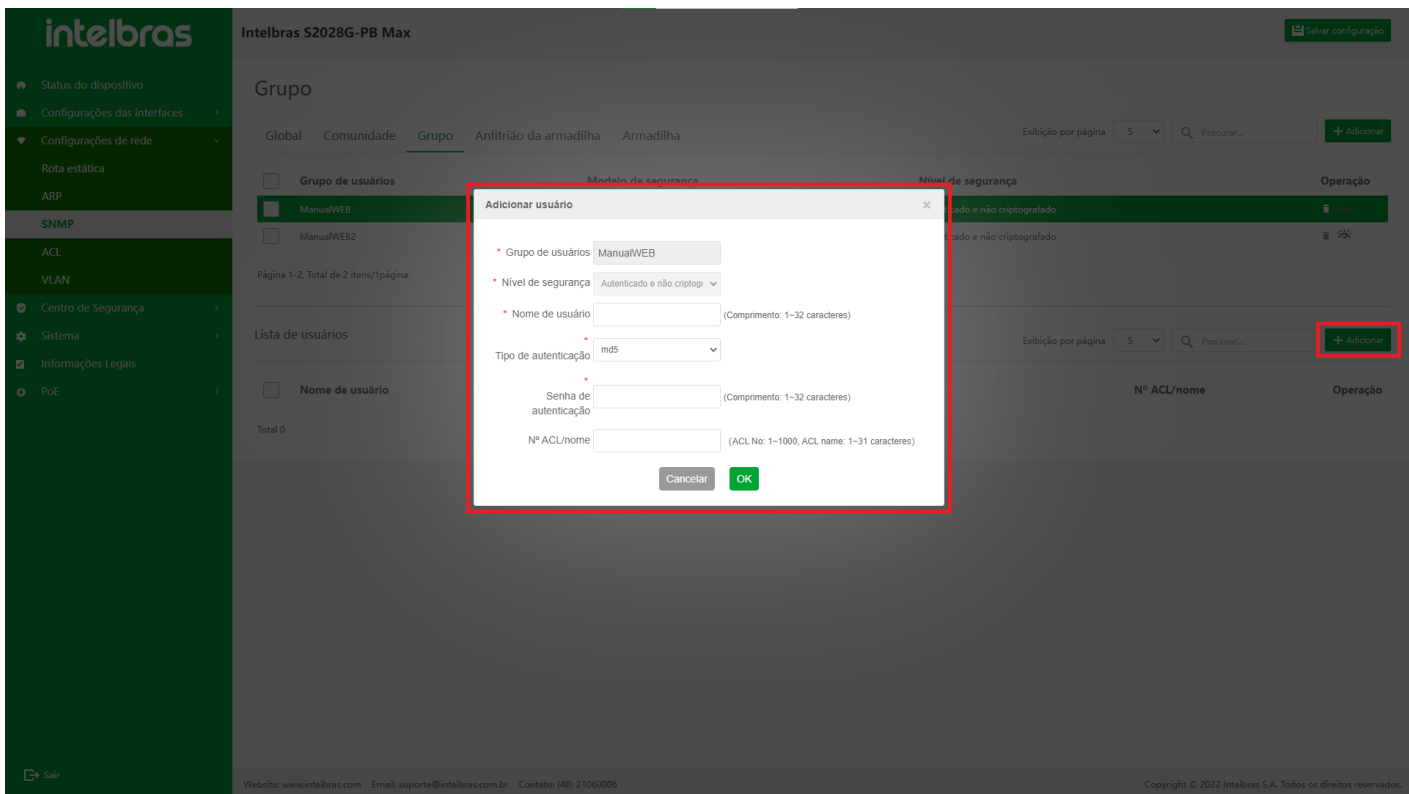 intelbras
Intelbras S2028G-PB Max
Salvar configuração
Status do dispositivo
Configurações das interfaces
Configurações de rede
Rota estática
ARP
SNMP
ACL
VLAN
Centro de Segurança
Sistema
Informações Legais
PoE
Sair
Grupo
Global Comunidade Grupo Anfitrião da armadilha Armadilha
Exibição por página 5 Procurar... + Adicionar
Grupo de usuários Modelo de segurança Nível de segurança Operação
ManualWEB não criptografado
ManualWEB2 não criptografado
Página 1-2, Total de 2 itens/1página
Lista de usuários
Exibição por página 5 Procurar... + Adicionar
Nome de usuário Nº ACL/nome Operação
Total 0
Adicionar usuário ×
* Grupo de usuários ManualWEB
* Nível de segurança Autenticado e não criptog
* Nome de usuário (Comprimento: 1~32 caracteres)
*
Tipo de autenticação md5
*
Senha de
autenticação (Comprimento: 1~32 caracteres)
Nº ACL/nome (ACL No: 1~1000, ACL name: 1~31 caracteres)
Cancelar OK
Website: www.intelbras.com Email: suporte@intelbras.com.br Contato: (48) 21060006
Copyright © 2022 Intelbras S.A. Todos os direitos reservados.